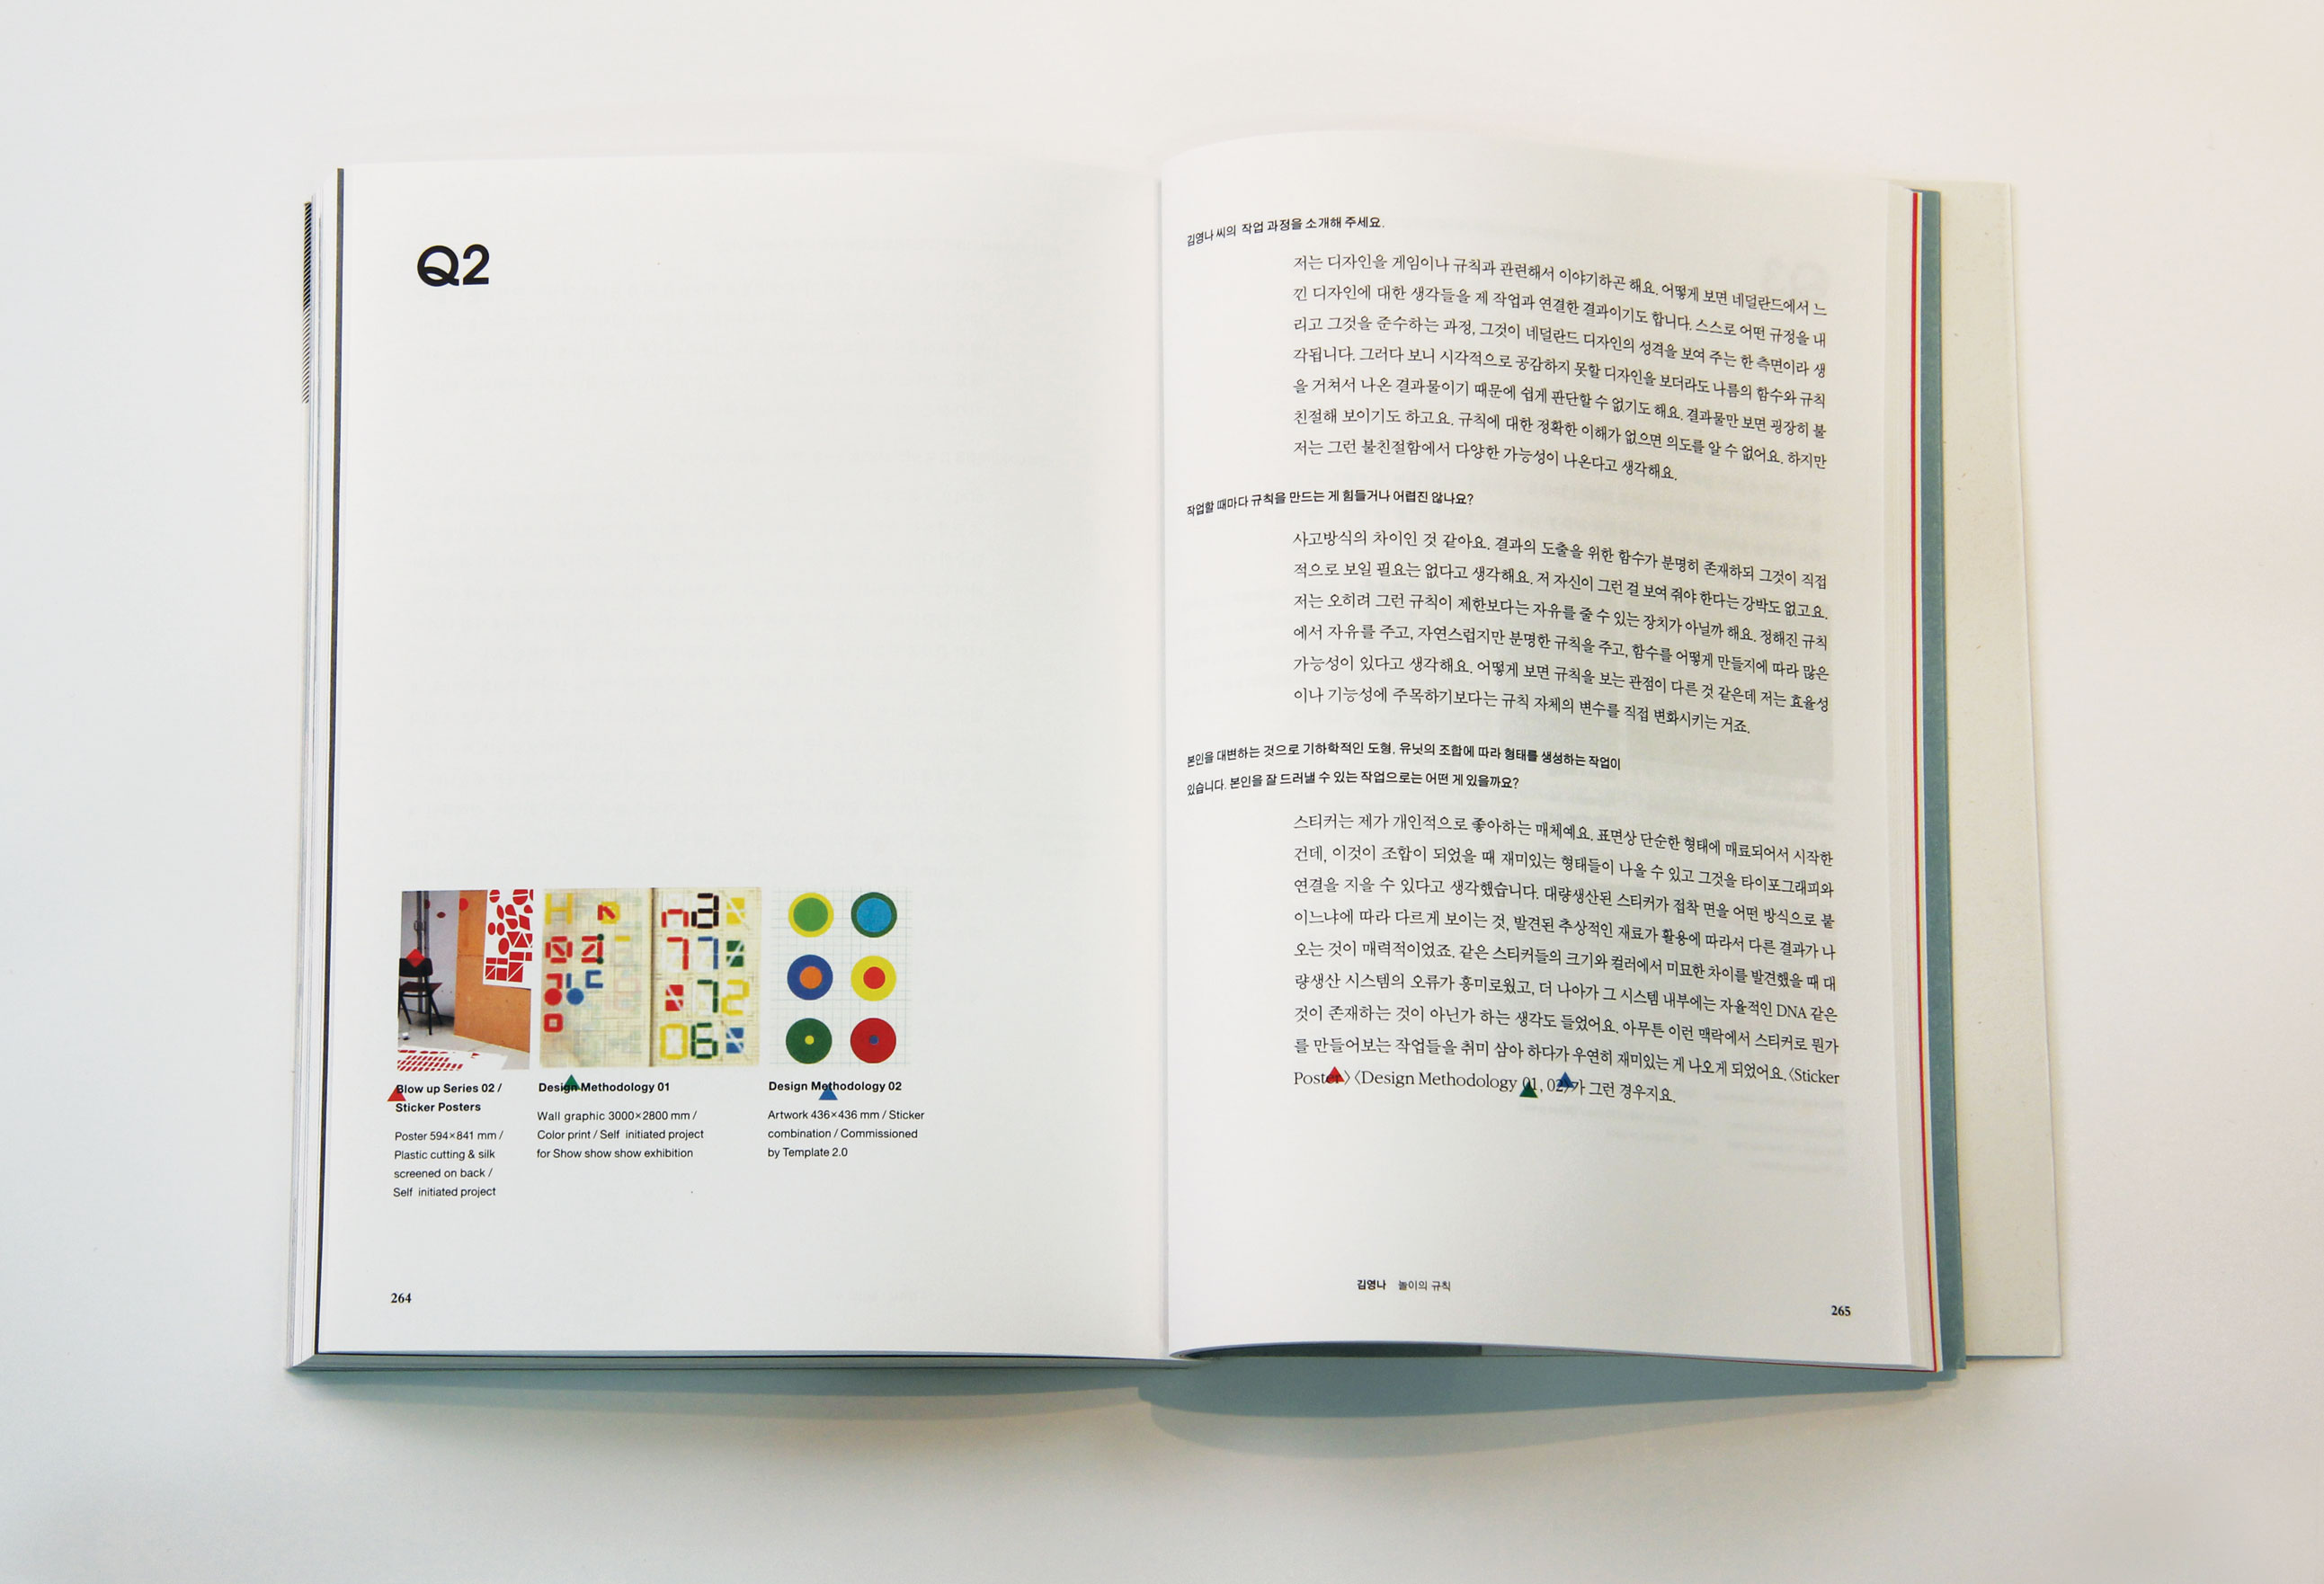 Q2
Blow up Series 02 /
Sticker Posters
Poster 594×841 mm /
Plastic cutting & silk
screened on back /
Self initiated project
Design Methodology 01
Wall graphic 3000×2800 mm /
Color print / Self initiated project
for Show show show exhibition
Design Methodology 02
Artwork 436×436 mm / Sticker
combination / Commissioned
by Template 2.0
264
김영나 씨의 작업 과정을 소개해 주세요.
저는 디자인을 게임이나 규칙과 관련해서 이야기하곤 해요. 어떻게 보면 네덜란드에서 느
낀 디자인에 대한 생각들을 제 작업과 연결한 결과이기도 합니다. 스스로 어떤 규정을 내
리고 그것을 준수하는 과정, 그것이 네덜란드 디자인의 성격을 보여 주는 한 측면이라 생
각됩니다. 그러다 보니 시각적으로 공감하지 못할 디자인을 보더라도 나름의 함수와 규칙
을 거쳐서 나온 결과물이기 때문에 쉽게 판단할 수 없기도 해요. 결과물만 보면 굉장히 불
친절해 보이기도 하고요. 규칙에 대한 정확한 이해가 없으면 의도를 알 수 없어요. 하지만
저는 그런 불친절함에서 다양한 가능성이 나온다고 생각해요.
작업할 때마다 규칙을 만드는 게 힘들거나 어렵진 않나요?
사고방식의 차이인 것 같아요. 결과의 도출을 위한 함수가 분명히 존재하되 그것이 직접
적으로 보일 필요는 없다고 생각해요. 저 자신이 그런 걸 보여 줘야 한다는 강박도 없고요.
저는 오히려 그런 규칙이 제한보다는 자유를 줄 수 있는 장치가 아닐까 해요. 정해진 규칙
에서 자유를 주고, 자연스럽지만 분명한 규칙을 주고, 함수를 어떻게 만들지에 따라 많은
가능성이 있다고 생각해요. 어떻게 보면 규칙을 보는 관점이 다른 것 같은데 저는 효율성
이나 기능성에 주목하기보다는 규칙 자체의 변수를 직접 변화시키는 거죠.
본인을 대변하는 것으로 기하학적인 도형, 유닛의 조합에 따라 형태를 생성하는 작업이
있습니다. 본인을 잘 드러낼 수 있는 작업으로는 어떤 게 있을까요?
스티커는 제가 개인적으로 좋아하는 매체예요. 표면상 단순한 형태에 매료되어서 시작한
건데, 이것이 조합이 되었을 때 재미있는 형태들이 나올 수 있고 그것을 타이포그래피와
연결을 지을 수 있다고 생각했습니다. 대량생산된 스티커가 접착 면을 어떤 방식으로 붙
이느냐에 따라 다르게 보이는 것, 발견된 추상적인 재료가 활용에 따라서 다른 결과가 나
오는 것이 매력적이었죠. 같은 스티커들의 크기와 컬러에서 미묘한 차이를 발견했을 때 대
량생산 시스템의 오류가 흥미로웠고, 더 나아가 그 시스템 내부에는 자율적인 DNA 같은
것이 존재하는 것이 아닌가 하는 생각도 들었어요. 아무튼 이런 맥락에서 스티커로 뭔가
를 만들어보는 작업들을 취미 삼아 하다가 우연히 재미있는 게 나오게 되었어요. 〈Sticker
Poster〉 〈Design Methodology 01, 02〉가 그런 경우지요.
김영나 놀이의 규칙
265